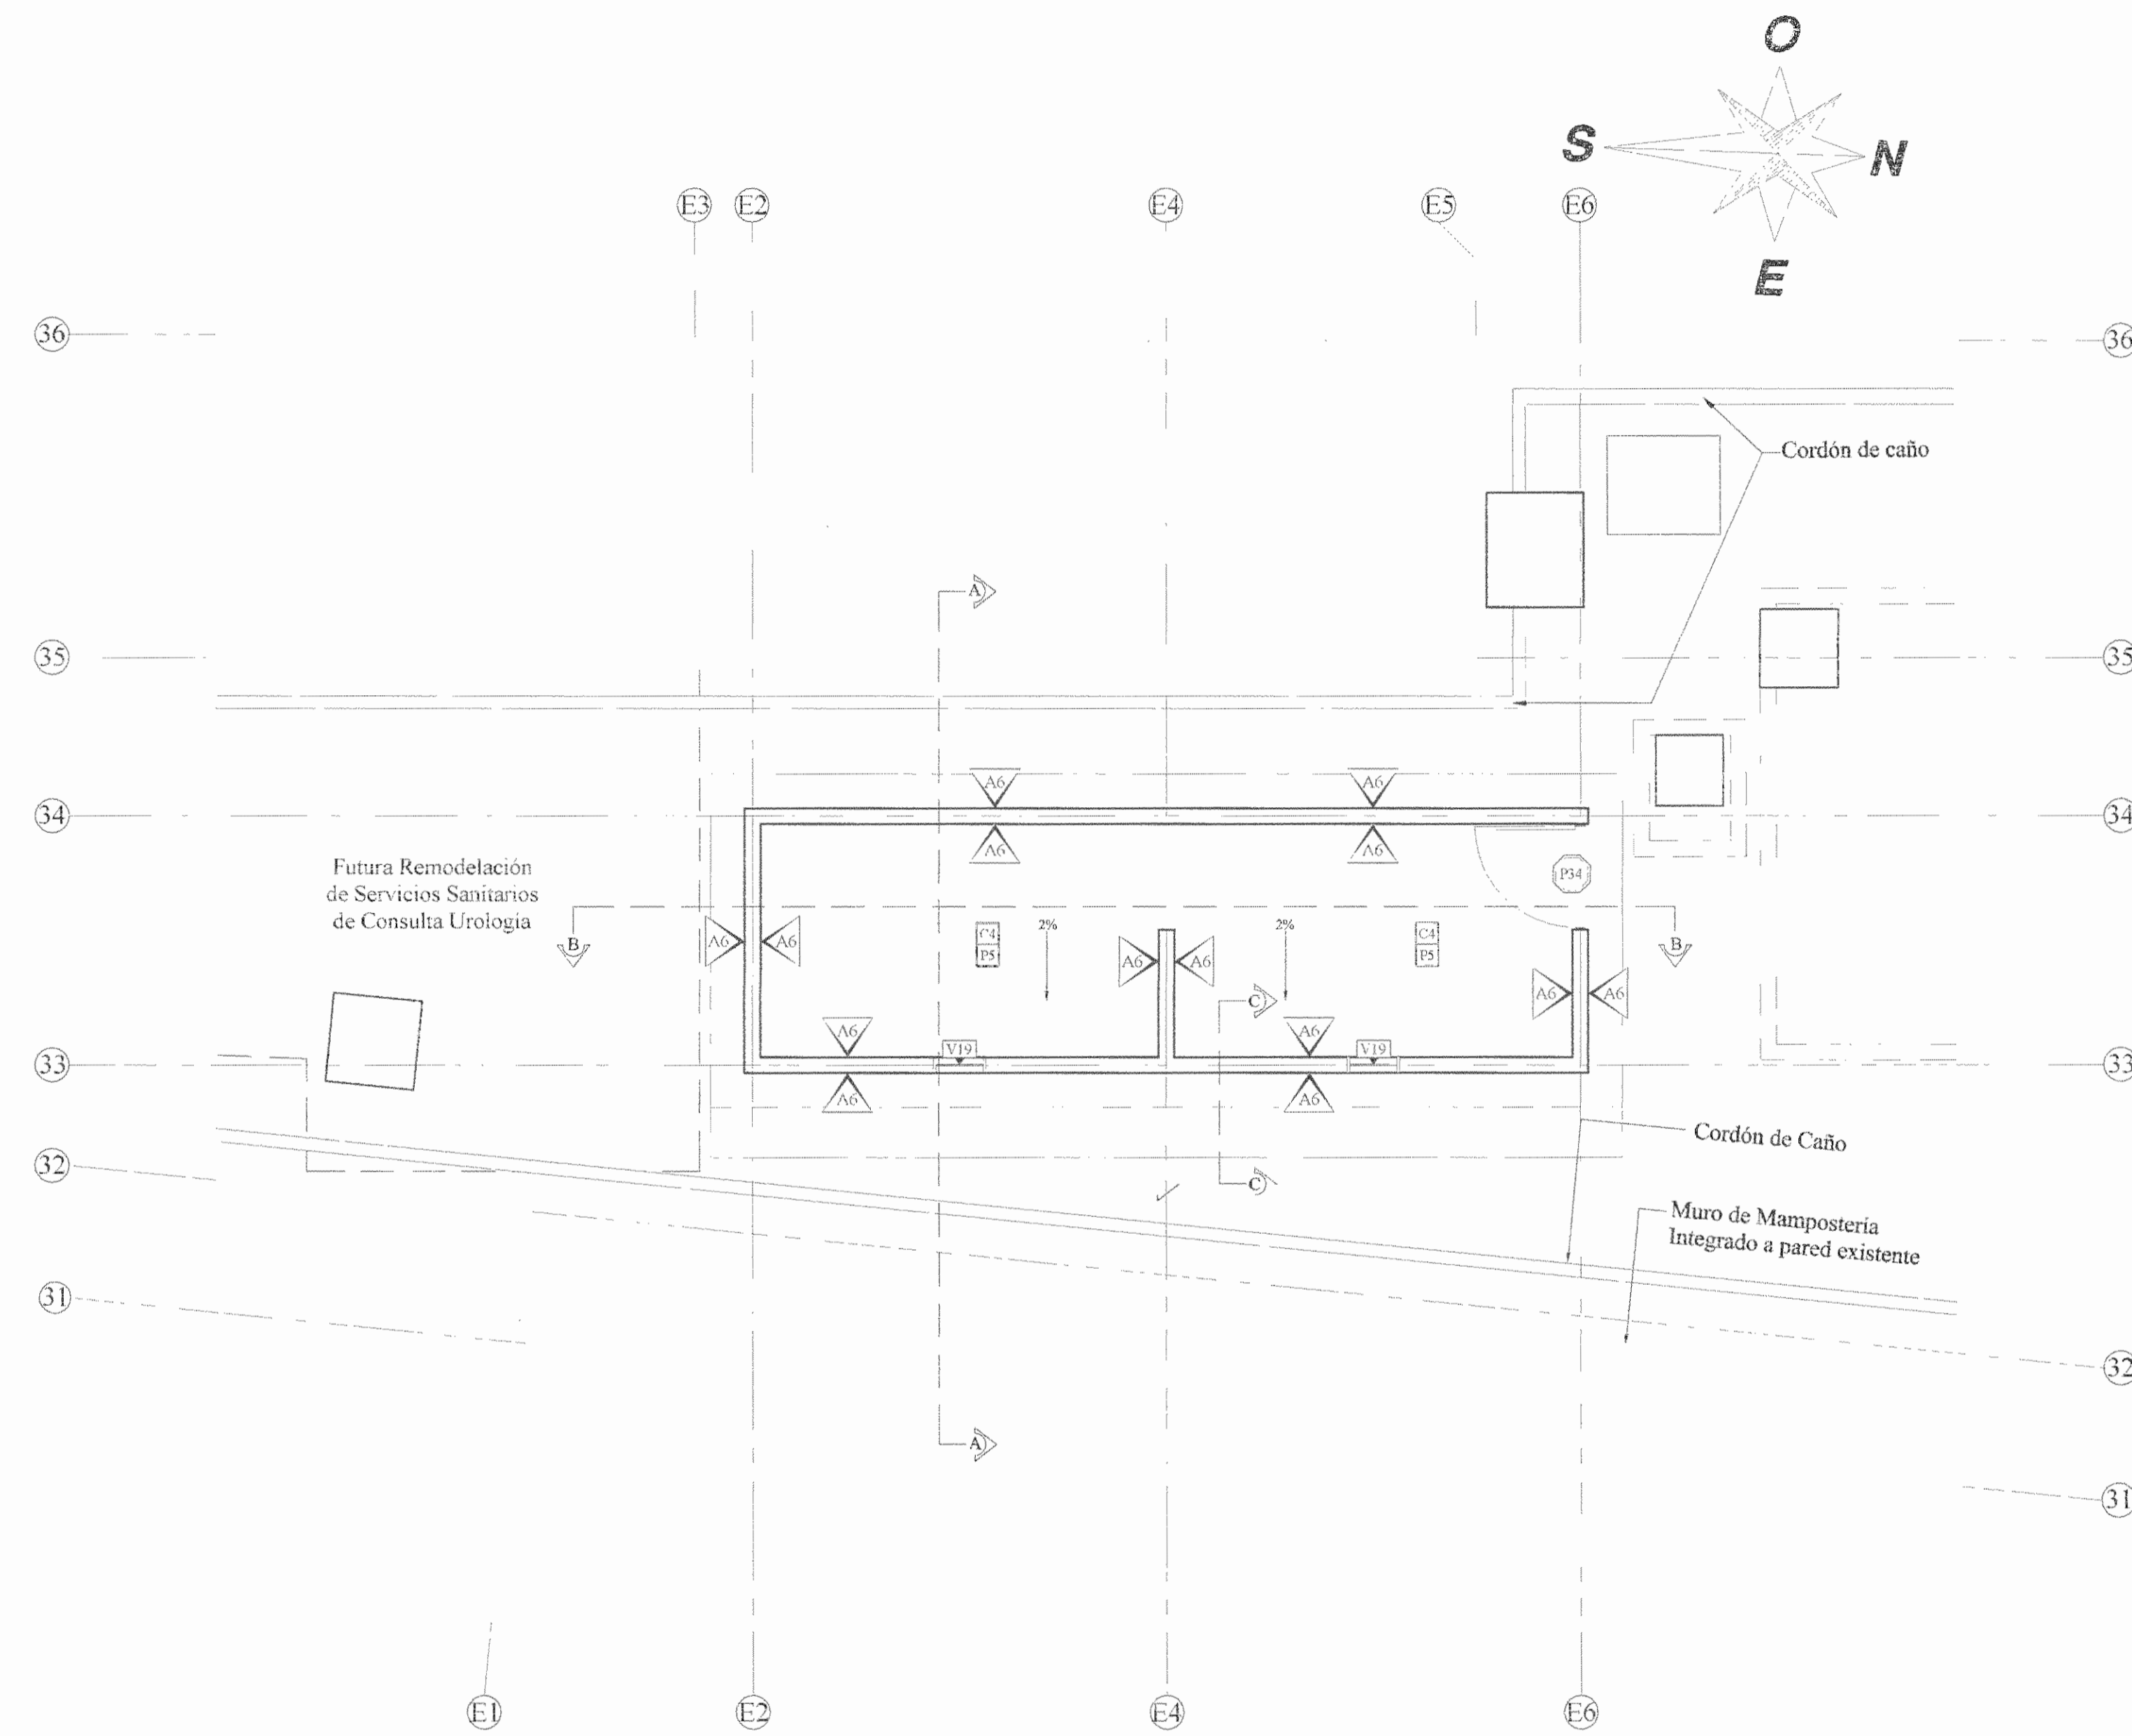 O
S
N
E
E3
E2
E4
E5
E6
36
36
Cordón de caño
A
35
35
A6
A6
34
34
A6
A6
P34
Futura Remodelación
de Servicios Sanitarios
de Consulta Urología
B
A6
A6
C4
P5
2%
A6
A6
2%
C4
P5
B
A6
A6
C
A6
A6
V19
V19
33
33
A6
A6
Cordón de Caño
32
C
Muro de Mampostería
Integrado a pared existente
31
32
A
31
E1
E2
E4
E6